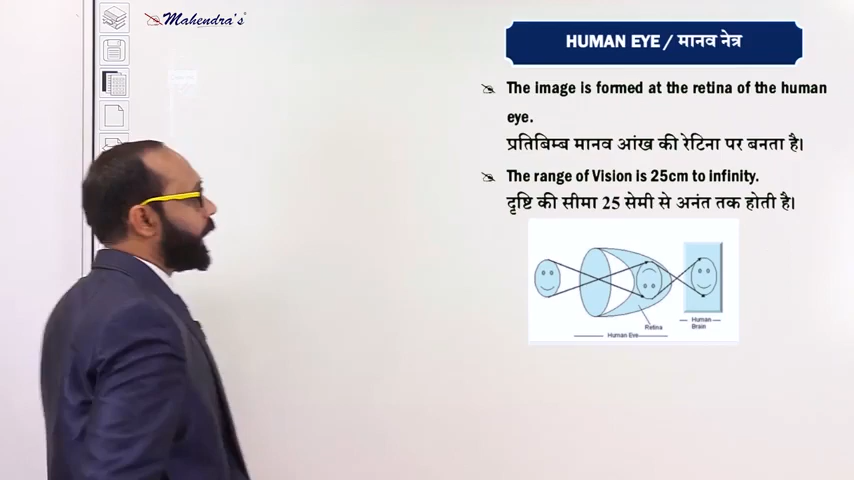 Mahendra's
HUMAN EYE / मानव नेत्र
The image is formed at the retina of the human
eye.
प्रतिबिम्ब मानव आंख की रेटिना पर बनता है।
The range of Vision is 25cm to infinity.
दृष्टि की सीमा 25 सेमी से अनंत तक होती है।
Human
Brain
Retina
Human Eye